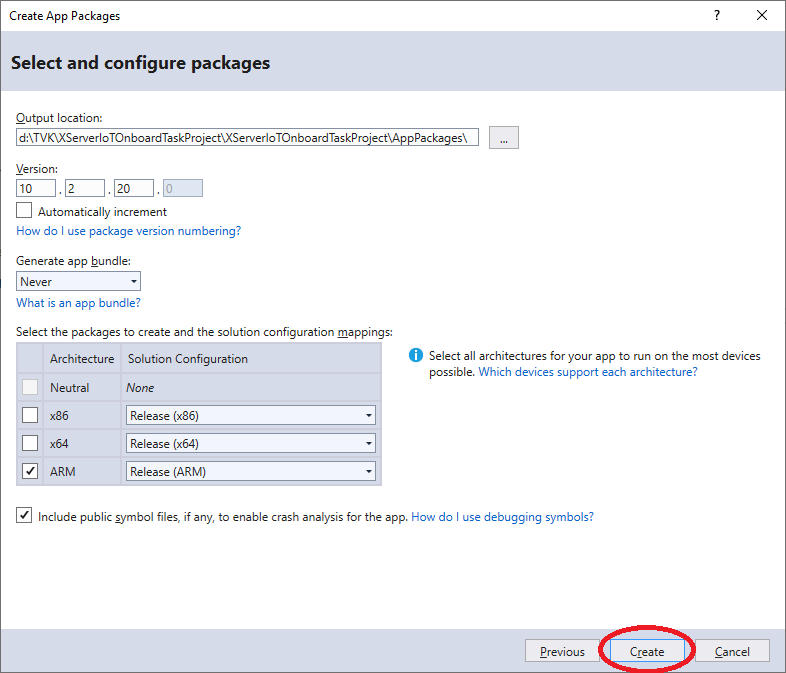 Create App Packages
?
Select and configure packages
Output location:
d:\TVK\XServerIoTOnboardTaskProject\XServerIoTOnboardTaskProject\AppPackages\
...
Version:
10 . 2 . 20 . 0
Automatically increment
How do I use package version numbering?
Generate app bundle:
Never
What is an app bundle?
Select the packages to create and the solution configuration mappings:
Architecture Solution Configuration
Neutral None
x86 Release (x86)
x64 Release (x64)
ARM Release (ARM)
Select all architectures for your app to run on the most devices
possible. Which devices support each architecture?
Include public symbol files, if any, to enable crash analysis for the app. How do I use debugging symbols?
Previous Create Cancel